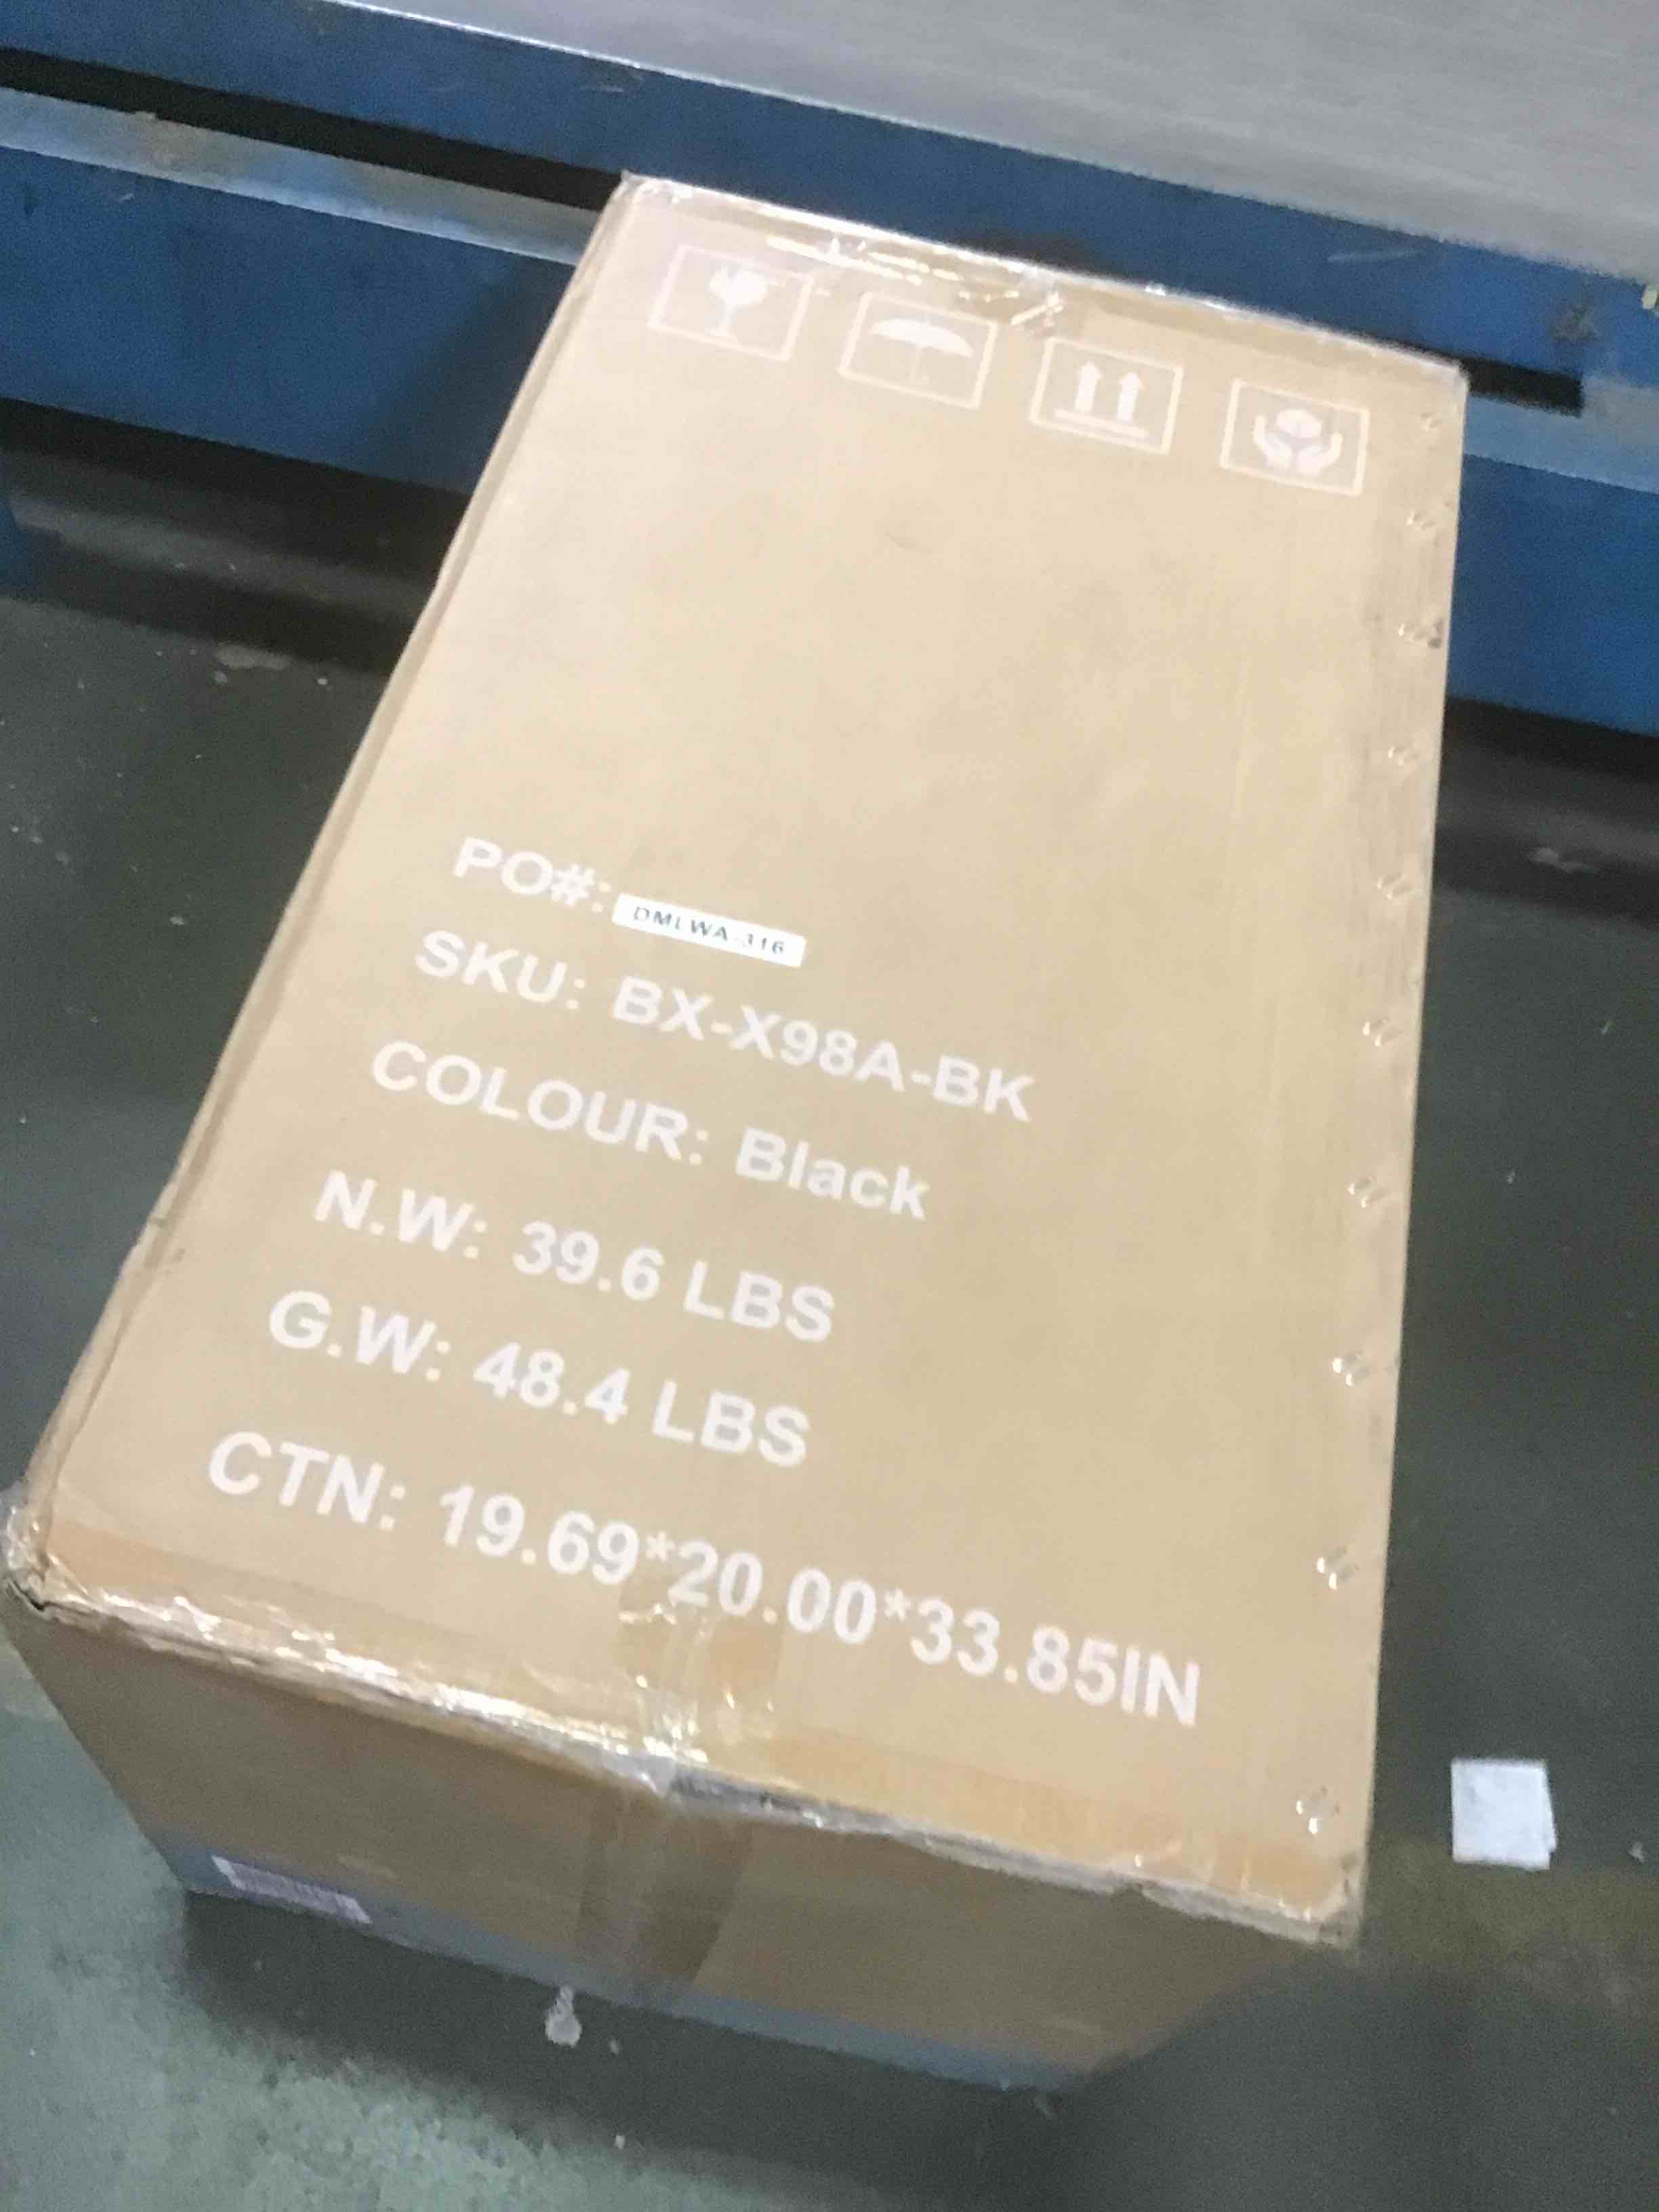 PO#: DMLWA-316
SKU: BX-X98A-BK
COLOUR: Black
N.W: 39.6 LBS
G.W: 48.4 LBS
CTN: 19.69*20.00*33.85IN